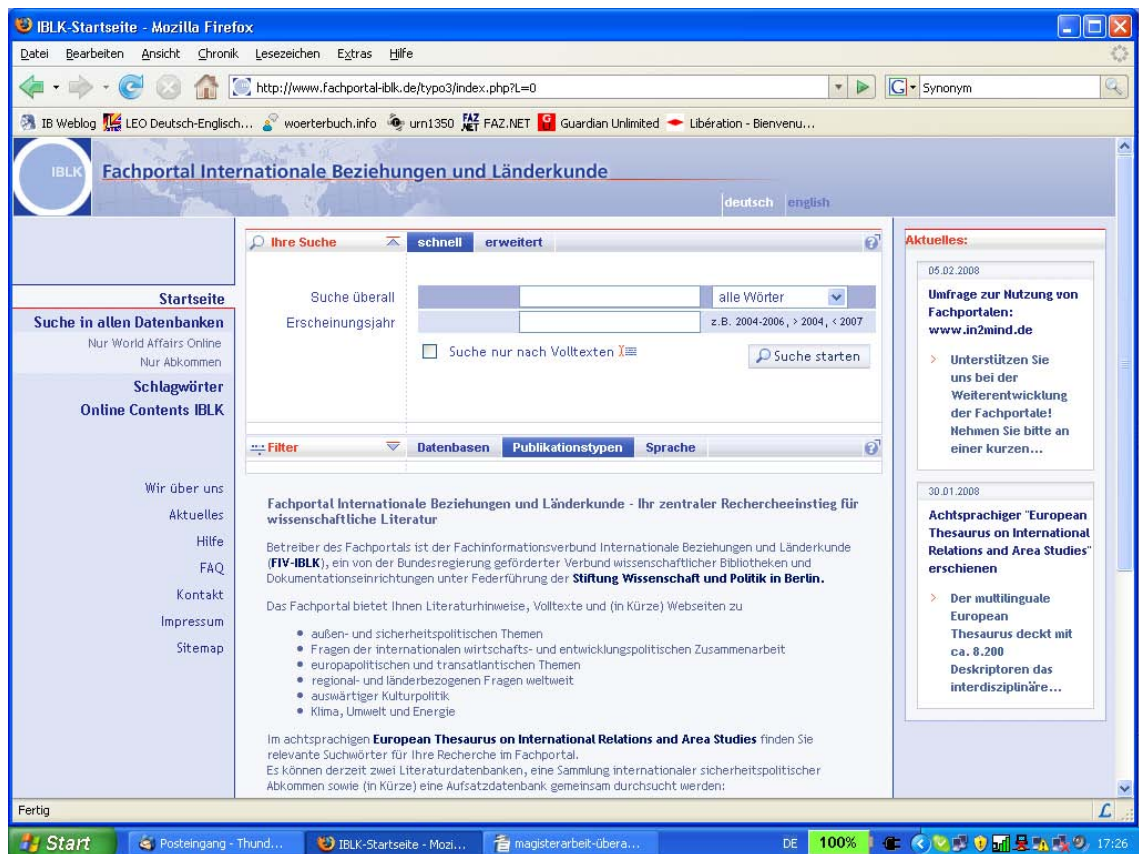 IBLK-Startseite - Mozilla Firefox
Datei Bearbeiten Ansicht Chronik Lesezeichen Extras Hilfe
http://www.fachportal-iblk.de/typo3/index.php?L=0
Synonym
IB Weblog LEO Deutsch-Englisch... woerterbuch.info urn1350 FAZ.NET Guardian Unlimited Libération - Bienvenu...
IBLK
Fachportal Internationale Beziehungen und Länderkunde
deutsch english
Startseite
Suche in allen Datenbanken
Nur World Affairs Online
Nur Abkommen
Schlagwörter
Online Contents IBLK
Wir über uns
Aktuelles
Hilfe
FAQ
Kontakt
Impressum
Sitemap
Ihre Suche schnell erweitert
Suche überall alle Wörter
Erscheinungsjahr z.B. 2004-2006, > 2004, < 2007
Suche nur nach Volltexten
Suche starten
Filter Datenbasen Publikationstypen Sprache
Fachportal Internationale Beziehungen und Länderkunde - Ihr zentraler Rechercheeinstieg für
wissenschaftliche Literatur
Betreiber des Fachportals ist der Fachinformationsverbund Internationale Beziehungen und Länderkunde
(FIV-IBLK), ein von der Bundesregierung geförderter Verbund wissenschaftlicher Bibliotheken und
Dokumentationseinrichtungen unter Federführung der Stiftung Wissenschaft und Politik in Berlin.
Das Fachportal bietet Ihnen Literaturhinweise, Volltexte und (in Kürze) Webseiten zu
außen- und sicherheitspolitischen Themen
Fragen der internationalen wirtschafts- und entwicklungspolitischen Zusammenarbeit
europapolitischen und transatlantischen Themen
regional- und länderbezogenen Fragen weltweit
auswärtiger Kulturpolitik
Klima, Umwelt und Energie
Im achtsprachigen European Thesaurus on International Relations and Area Studies finden Sie
relevante Suchwörter für Ihre Recherche im Fachportal.
Es können derzeit zwei Literaturdatenbanken, eine Sammlung internationaler sicherheitspolitischer
Abkommen sowie (in Kürze) eine Aufsatzdatenbank gemeinsam durchsucht werden:
Aktuelles:
05.02.2008
Umfrage zur Nutzung von
Fachportalen:
www.in2mind.de
Unterstützen Sie
uns bei der
Weiterentwicklung
der Fachportale!
Nehmen Sie bitte an
einer kurzen...
30.01.2008
Achtsprachiger "European
Thesaurus on International
Relations and Area Studies"
erschienen
Der multilinguale
European
Thesaurus deckt mit
ca. 8.200
Deskriptoren das
interdisziplinäre...
Fertig
Start Posteingang - Thund... IBLK-Startseite - Mozi... magisterarbeit-übera... DE 100% 17:26